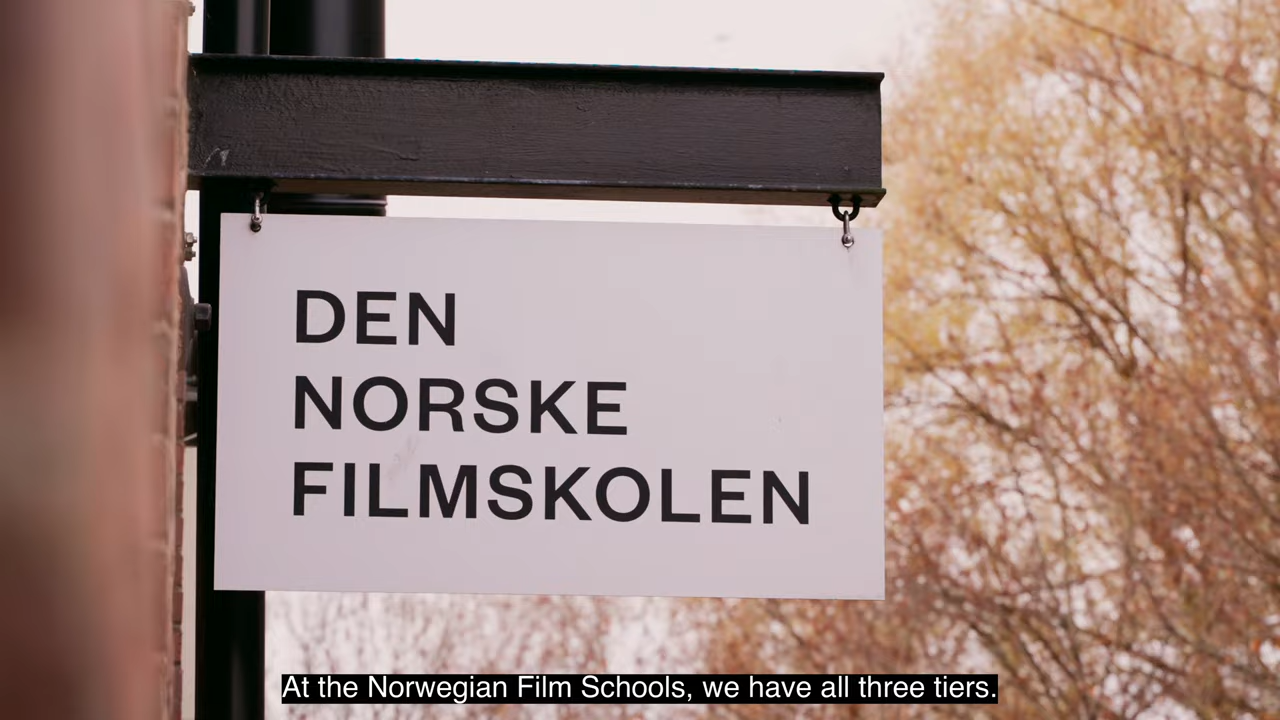 DEN
NORSKE
FILMSKOLEN
At the Norwegian Film Schools, we have all three tiers.